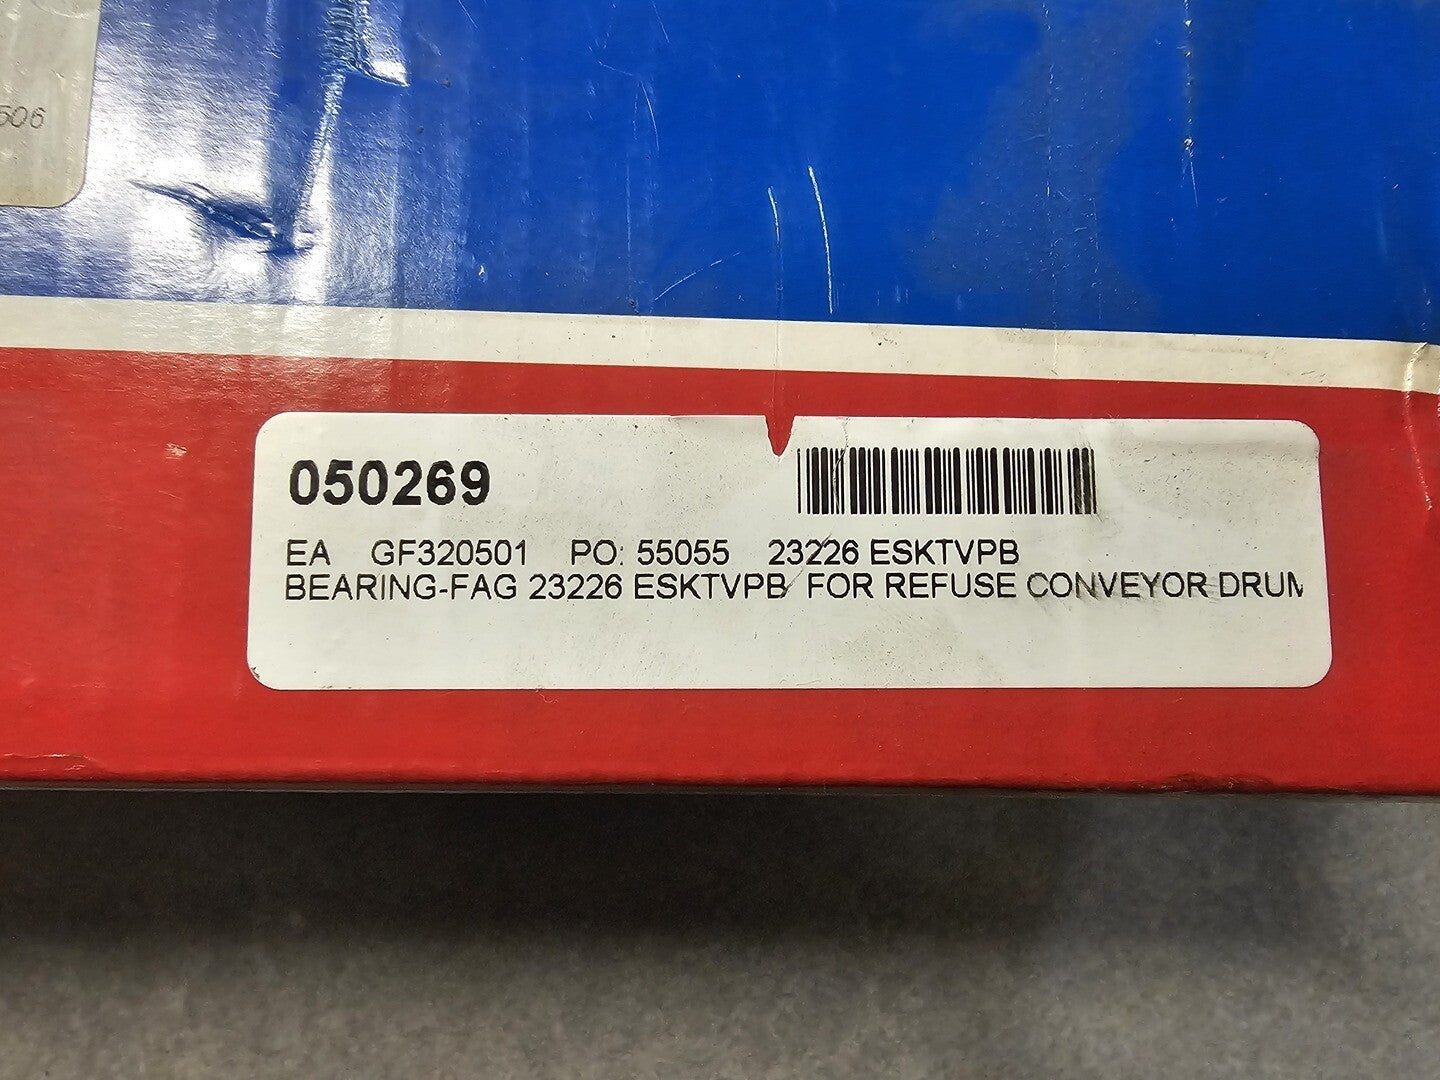 506
050269
EA GF320501 PO: 55055 23226 ESKTVPB
BEARING-FAG 23226 ESKTVPB FOR REFUSE CONVEYOR DRUM